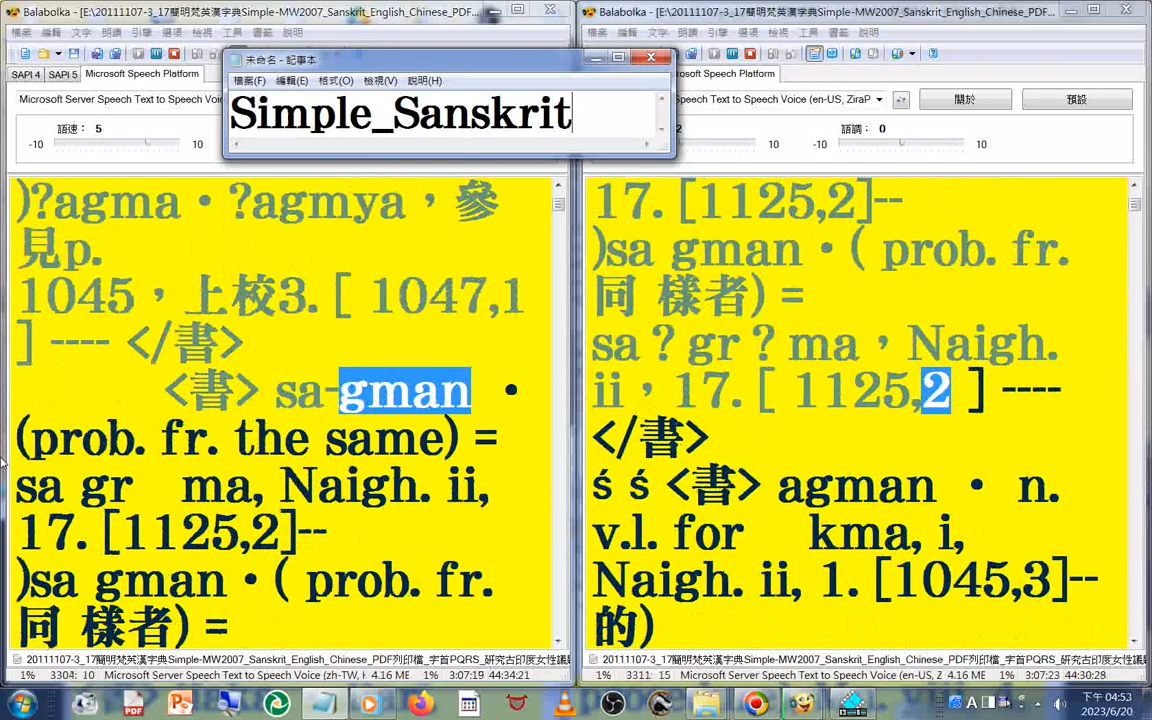 Balabolka - [E:\20111107-3_17簡明梵英漢字典Simple-MW2007_Sanskrit_English_Chinese_PDF...
檔案 編輯 文字 朗讀 引擎 選項 檢視 工具 書籤 說明
SAPI 4 SAPI 5 Microsoft Speech Platform
Microsoft Server Speech Text to Speech Voi
語速： 5
-10 10
)?agma・?agmya，參
見p.
1045，上校3. [ 1047,1
] ---- </書>
<書> sa-gman •
(prob. fr. the same) =
sa gr ma, Naigh. ii,
17. [1125,2]--
)sa gman・( prob. fr.
同 樣者) =
20111107-3_17簡明梵英漢字典Simple-MW2007_Sanskrit_English_Chinese_PDF列印檔_字首PQRS_研究古印度女性議
1% 3304: 10 Microsoft Server Speech Text to Speech Voice (zh-TW, H 4.16 MB 1% 3:07:19 44:34:21
未命名 - 記事本
檔案(F) 編輯(E) 格式(O) 檢視(V) 說明(H)
Simple_Sanskrit
Balabolka - [E:\20111107-3_17簡明梵英漢字典Simple-MW2007_Sanskrit_English_Chinese_PDF...
工具 書籤 說明
Speech Platform
Speech Text to Speech Voice (en-US, ZiraP
關於 預設
2 語調： 0
10 -10 10
17. [1125,2]--
)sa gman・( prob. fr.
同 樣者) =
sa？gr？ma，Naigh.
ii，17. [ 1125,2 ] ----
</書>
ś ś <書> agman • n.
v.l. for kma, i,
Naigh. ii, 1. [1045,3]--
的)
20111107-3_17簡明梵英漢字典Simple-MW2007_Sanskrit_English_Chinese_PDF列印檔_字首PQRS_研究古印度女性議
1% 3311: 15 Microsoft Server Speech Text to Speech Voice (en-US, Z 4.16 MB 1% 3:07:23 44:30:28
下午 04:53
2023/6/20